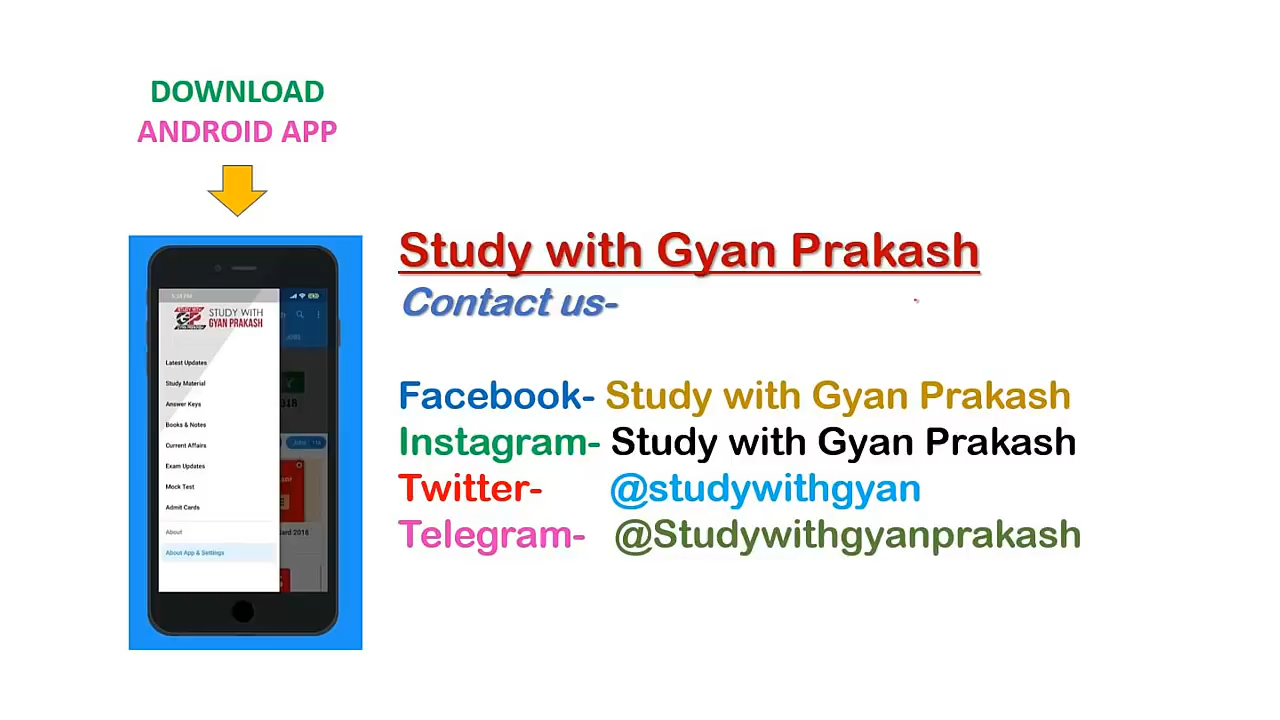 DOWNLOAD
ANDROID APP
Study with Gyan Prakash
Contact us-
Facebook- Study with Gyan Prakash
Instagram- Study with Gyan Prakash
Twitter- @studywithgyan
Telegram- @Studywithgyanprakash
STUDY WITH
GYAN PRAKASH
Latest Updates
Study Material
Answer Keys
Books & Notes
Current Affairs
Exam Updates
Mock Test
Admit Cards
About
About App & Settings